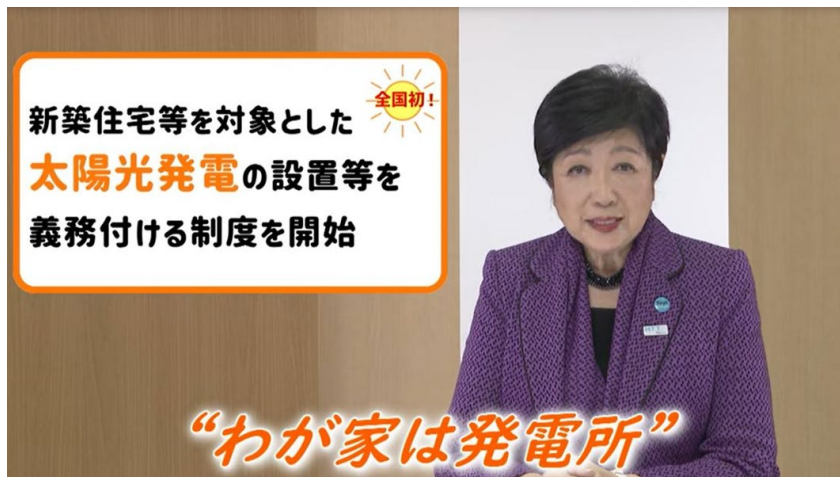 全国初！
新築住宅等を対象とした
太陽光発電の設置等を
義務付ける制度を開始
“わが家は発電所”